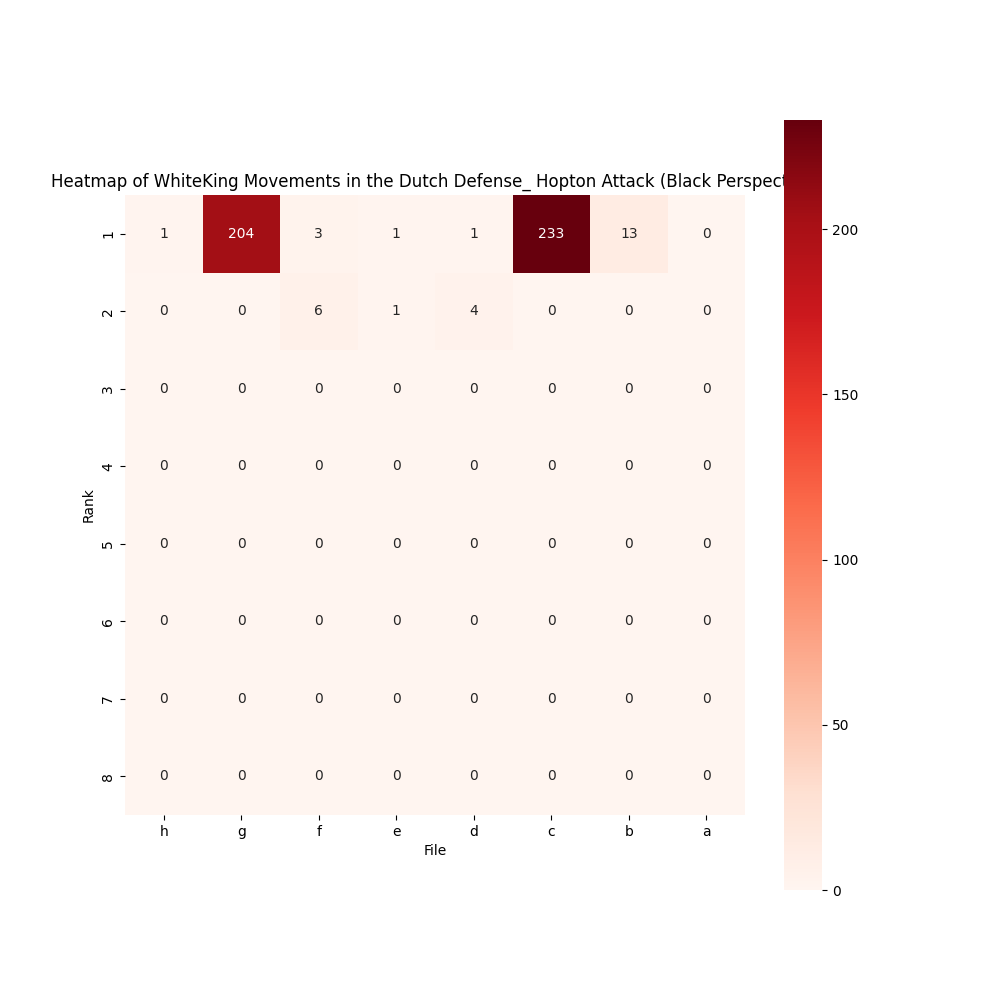 Heatmap of WhiteKing Movements in the Dutch Defense_ Hopton Attack (Black Perspect
1 1 204 3 1 1 233 13 0
2 0 0 6 1 4 0 0 0
3 0 0 0 0 0 0 0 0
4 0 0 0 0 0 0 0 0
5 0 0 0 0 0 0 0 0
6 0 0 0 0 0 0 0 0
7 0 0 0 0 0 0 0 0
8 0 0 0 0 0 0 0 0
Rank
h g f e d c b a
File
200
150
100
50
0